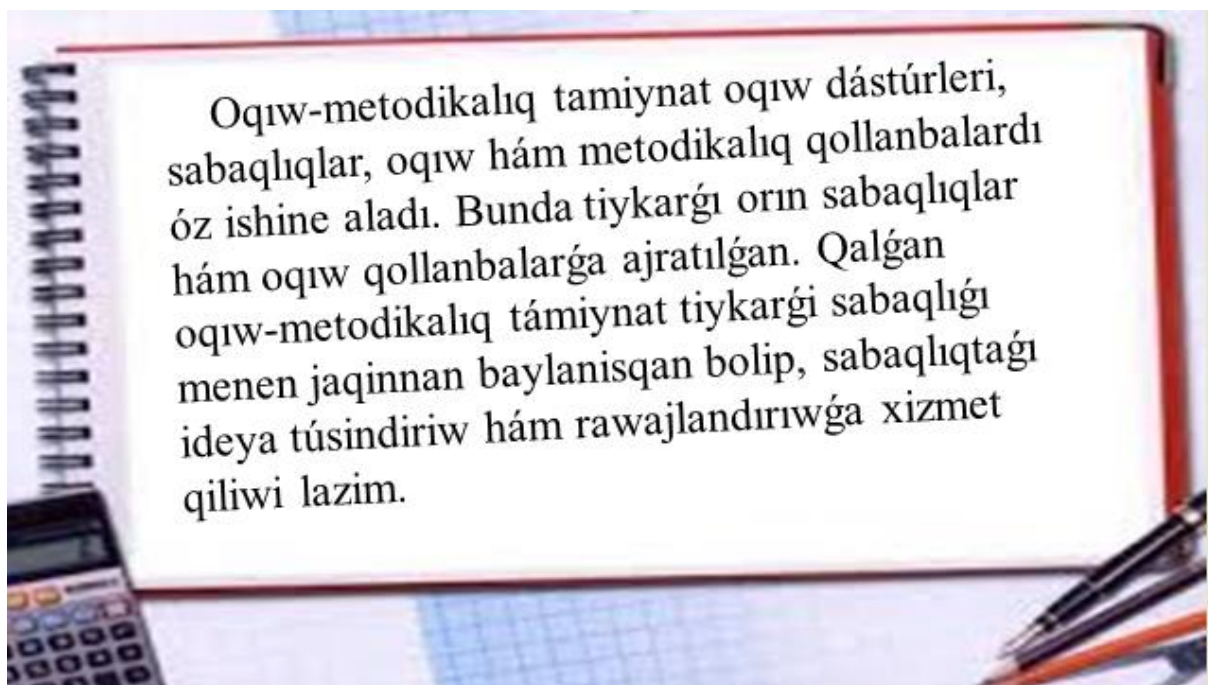 Oqıw-metodikalıq tamiynat oqıw dástúrleri,
sabaqlıqlar, oqıw hám metodikalıq qollanbalardı
óz ishine aladı. Bunda tiykarǵı orın sabaqlıqlar
hám oqıw qollanbalarǵa ajratılǵan. Qalǵan
oqıw-metodikalıq támiynat tiykarǵi sabaqlıǵı
menen jaqinnan baylanisqan bolip, sabaqlıqtaǵı
ideya túsindiriw hám rawajlandırıwǵa xizmet
qiliwi lazim.